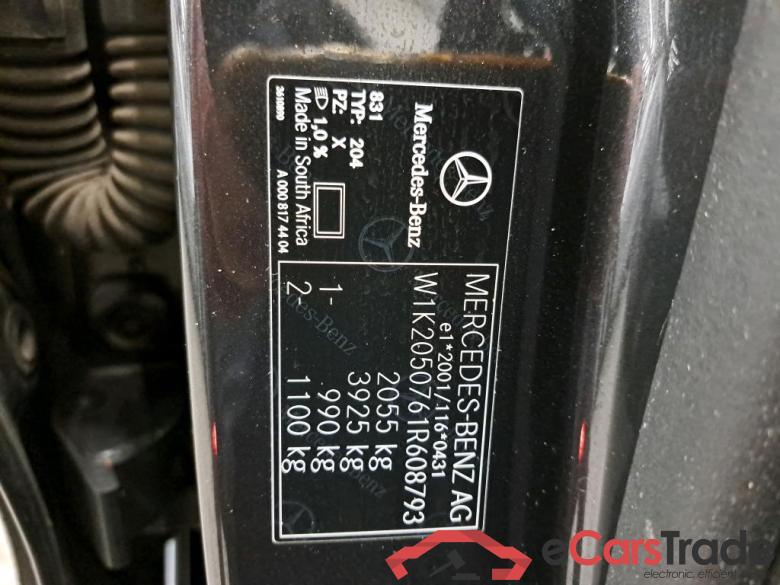 Mercedes-Benz
831
TYP: 204
PZ: X
1,0 %
Made in South Africa
2610800
A 000 817 44 04
MERCEDES-BENZ AG
e1*2001/116*0431
W1K2050761R608793
2055 kg
3925 kg
1- 990 kg
2- 1100 kg
eCarsTrade
electronic, efficient